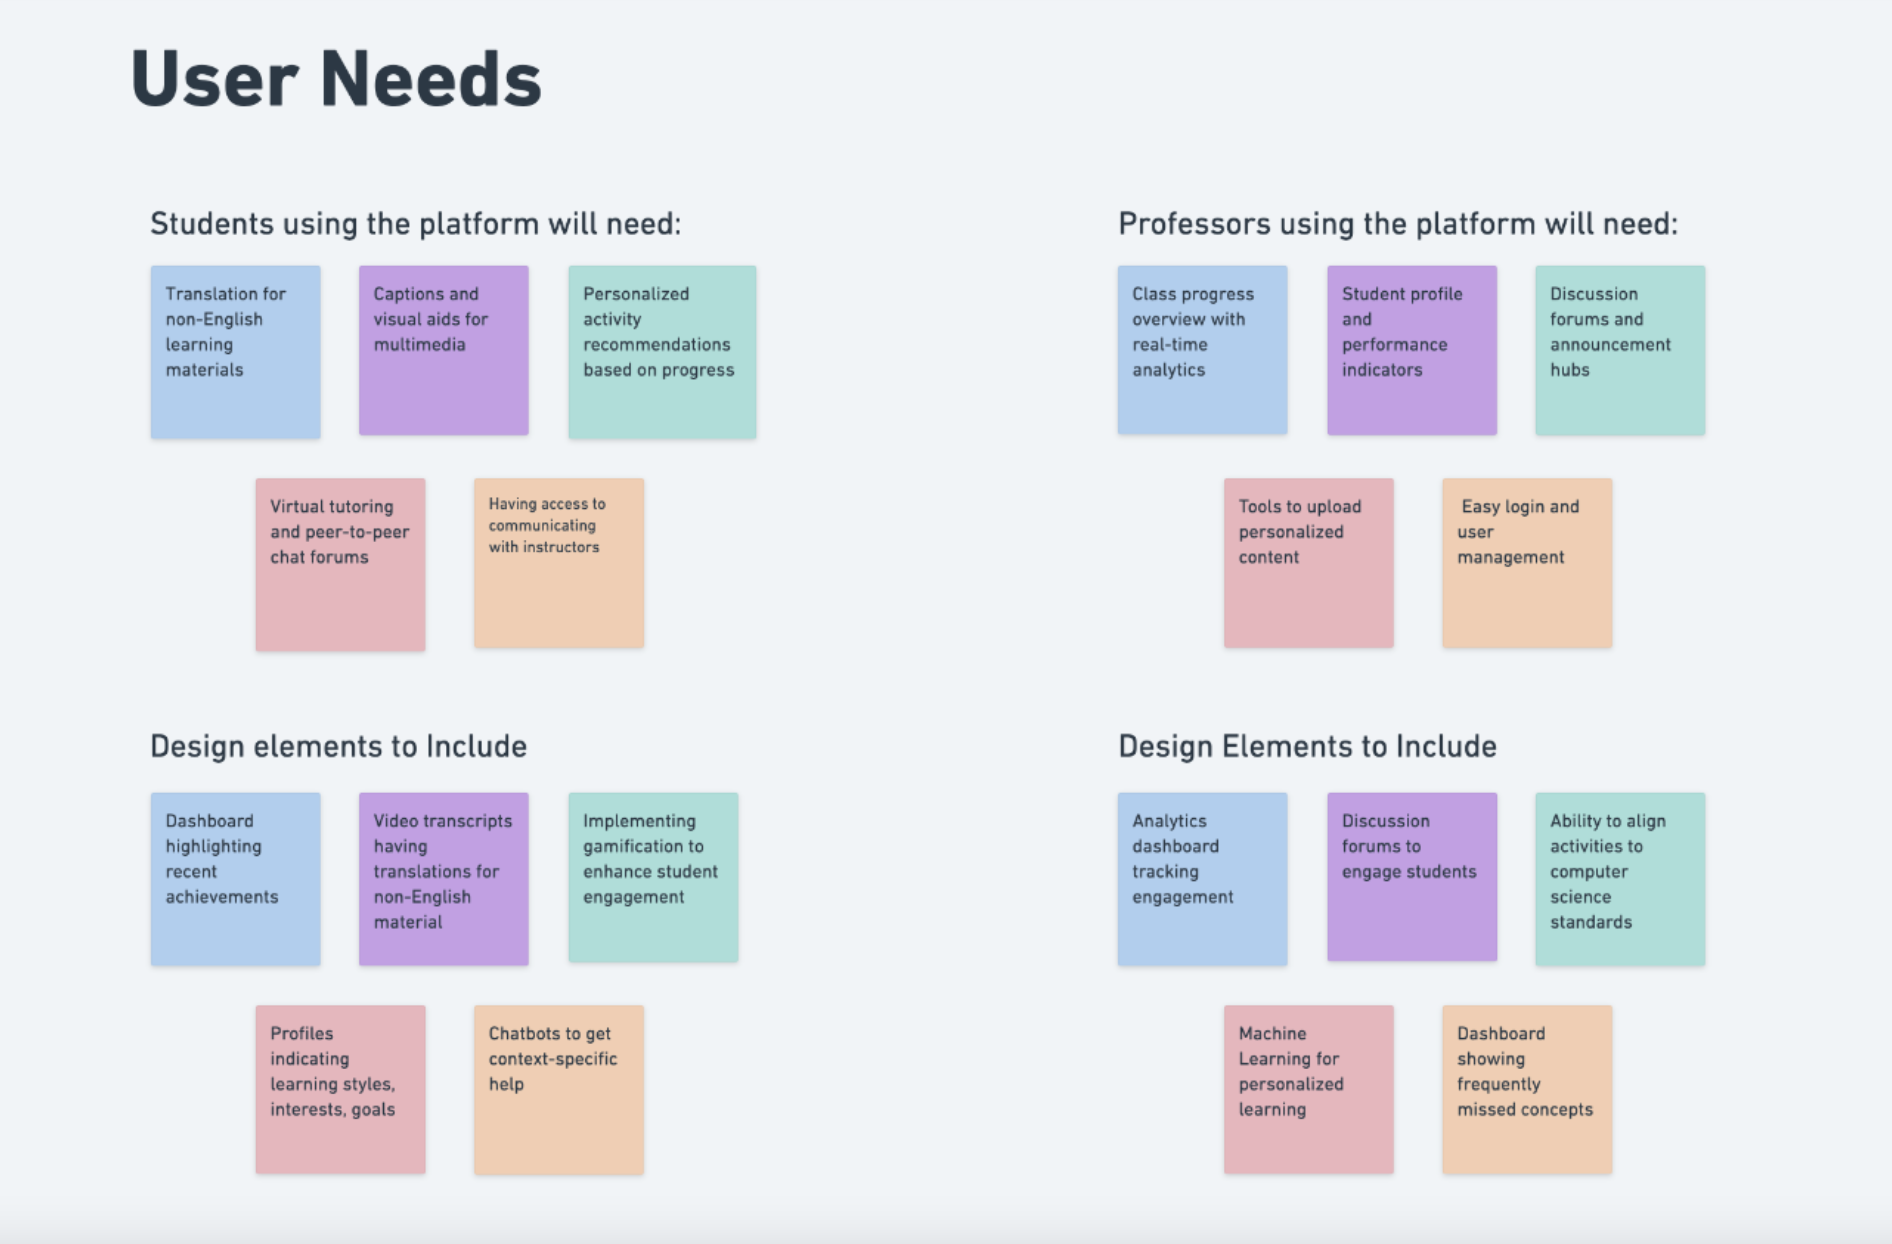 User Needs
Students using the platform will need:
Translation for
non-English
learning
materials
Captions and
visual aids for
multimedia
Personalized
activity
recommendations
based on progress
Virtual tutoring
and peer-to-peer
chat forums
Having access to
communicating
with instructors
Professors using the platform will need:
Class progress
overview with
real-time
analytics
Student profile
and
performance
indicators
Discussion
forums and
announcement
hubs
Tools to upload
personalized
content
Easy login and
user
management
Design elements to Include
Dashboard
highlighting
recent
achievements
Video transcripts
having
translations for
non-English
material
Implementing
gamification to
enhance student
engagement
Profiles
indicating
learning styles,
interests, goals
Chatbots to get
context-specific
help
Design Elements to Include
Analytics
dashboard
tracking
engagement
Discussion
forums to
engage students
Ability to align
activities to
computer
science
standards
Machine
Learning for
personalized
learning
Dashboard
showing
frequently
missed concepts